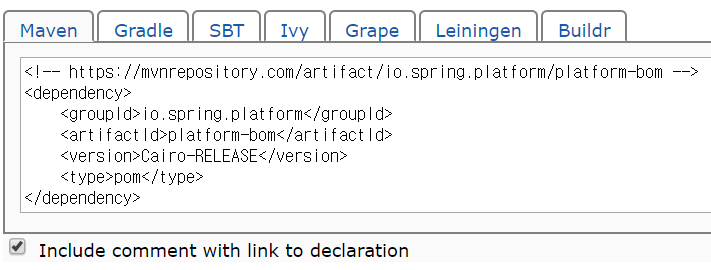 Maven Gradle SBT Ivy Grape Leiningen Buildr
<!-- https://mvnrepository.com/artifact/io.spring.platform/platform-bom -->
<dependency>
    <groupId>io.spring.platform</groupId>
    <artifactId>platform-bom</artifactId>
    <version>Cairo-RELEASE</version>
    <type>pom</type>
</dependency>
Include comment with link to declaration